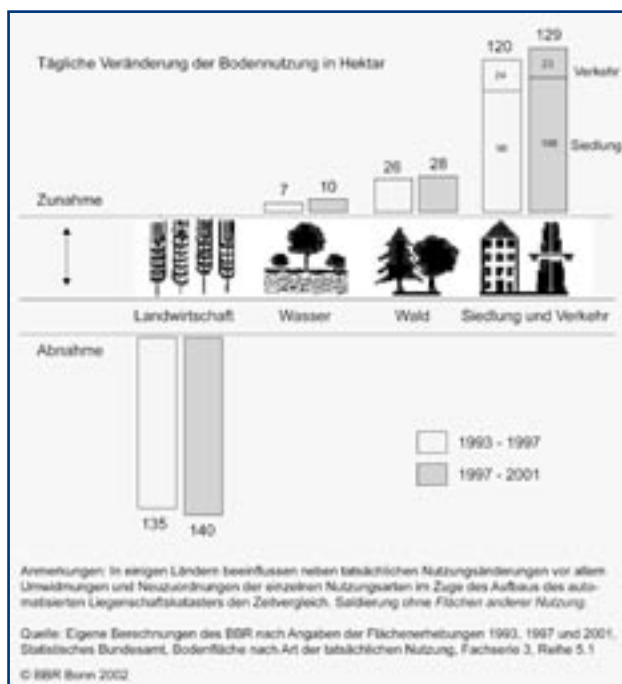 Tägliche Veränderung der Bodennutzung in Hektar
120
129
24
23
Verkehr
Siedlung
26
28
7
10
Zunahme
Landwirtschaft
Wasser
Wald
Siedlung und Verkehr
Abnahme
1993 - 1997
1997 - 2001
135
140
Anmerkungen: In einigen Ländern beeinflussen neben tatsächlichen Nutzungsänderungen vor allem
Umwidmungen und Neuzuordnungen der einzelnen Nutzungsarten im Zuge des Aufbaus des auto-
matisierten Liegenschaftskatasters den Zeitvergleich. Saldierung ohne Flächen anderer Nutzung.
Quelle: Eigene Berechnungen des BBR nach Angaben der Flächenerhebungen 1993, 1997 und 2001,
Statistisches Bundesamt, Bodenfläche nach Art der tatsächlichen Nutzung, Fachserie 3, Reihe 5.1
© BBR Bonn 2002